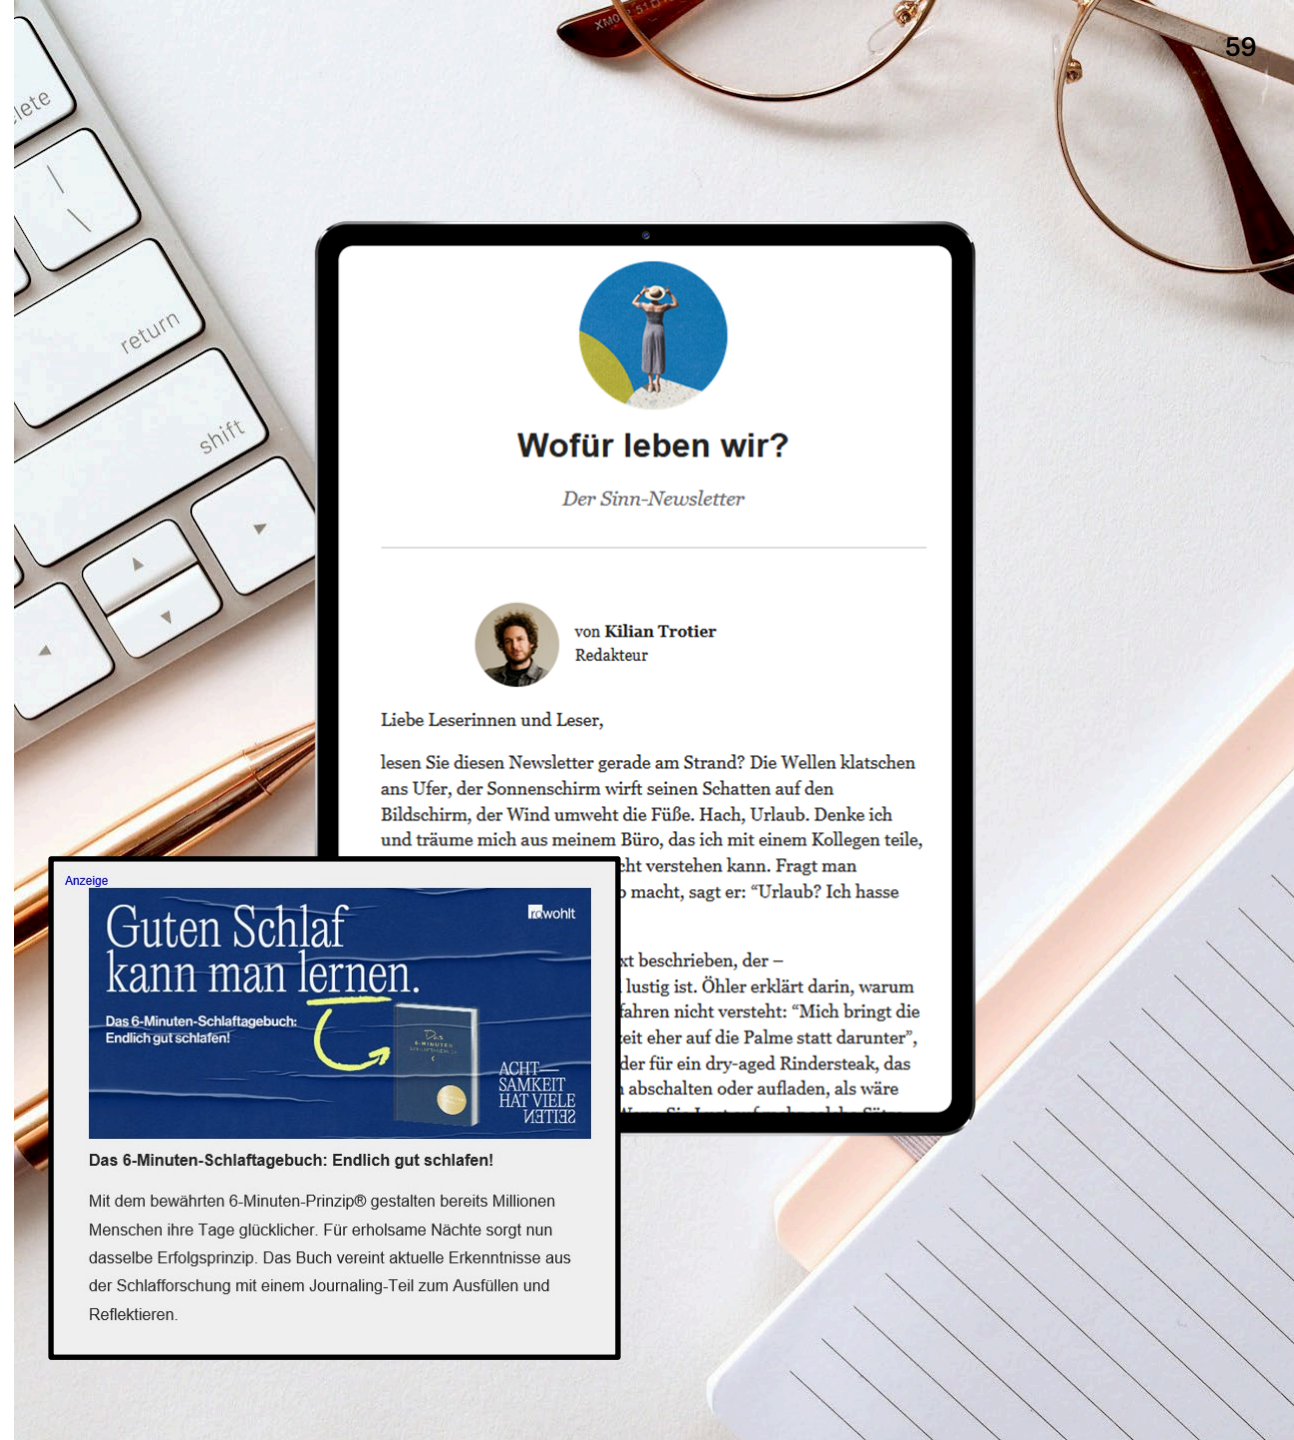 59
XM0
51
lete
return
shift
Wofür leben wir?
Der Sinn-Newsletter
von Kilian Trotier
Redakteur
Liebe Leserinnen und Leser,
lesen Sie diesen Newsletter gerade am Strand? Die Wellen klatschen
ans Ufer, der Sonnenschirm wirft seinen Schatten auf den
Bildschirm, der Wind umweht die Füße. Hach, Urlaub. Denke ich
und träume mich aus meinem Büro, das ich mit einem Kollegen teile,
cht verstehen kann. Fragt man
macht, sagt er: “Urlaub? Ich hasse
xt beschrieben, der –
lustig ist. Öhler erklärt darin, warum
fahren nicht versteht: “Mich bringt die
zeit eher auf die Palme statt darunter”,
der für ein dry-aged Rindersteak, das
abschalten oder aufladen, als wäre
Anzeige
Guten Schlaf
kann man lernen.
rowohlt
Das 6-Minuten-Schlaftagebuch:
Endlich gut schlafen!
Das
6-MINUTEN
SCHLAFTAGEBUCH
ACHT—
SAMKEIT
HAT VIELE
SEITEN
Das 6-Minuten-Schlaftagebuch: Endlich gut schlafen!
Mit dem bewährten 6-Minuten-Prinzip® gestalten bereits Millionen
Menschen ihre Tage glücklicher. Für erholsame Nächte sorgt nun
dasselbe Erfolgsprinzip. Das Buch vereint aktuelle Erkenntnisse aus
der Schlafforschung mit einem Journaling-Teil zum Ausfüllen und
Reflektieren.